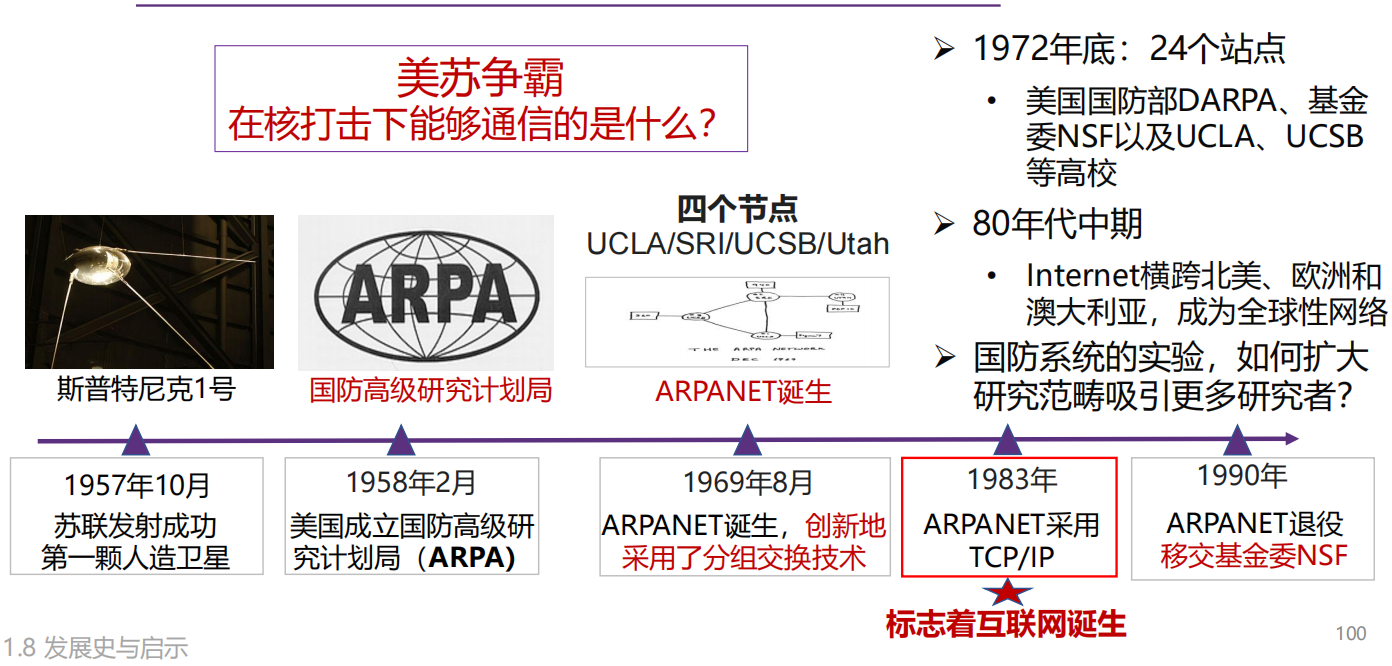 美苏争霸
在核打击下能够通信的是什么？
➢ 1972年底：24个站点
• 美国国防部DARPA、基金
委NSF以及UCLA、UCSB
等高校
➢ 80年代中期
• Internet横跨北美、欧洲和
澳大利亚，成为全球性网络
➢ 国防系统的实验，如何扩大
研究范畴吸引更多研究者？
ARPA
四个节点
UCLA/SRI/UCSB/Utah
THE ARPA NETWORK
DEC 1969
斯普特尼克1号
国防高级研究计划局
ARPANET诞生
1957年10月
苏联发射成功
第一颗人造卫星
1958年2月
美国成立国防高级研
究计划局（ARPA)
1969年8月
ARPANET诞生，创新地
采用了分组交换技术
1983年
ARPANET采用
TCP/IP
标志着互联网诞生
1990年
ARPANET退役
移交基金委NSF
1.8 发展史与启示
100